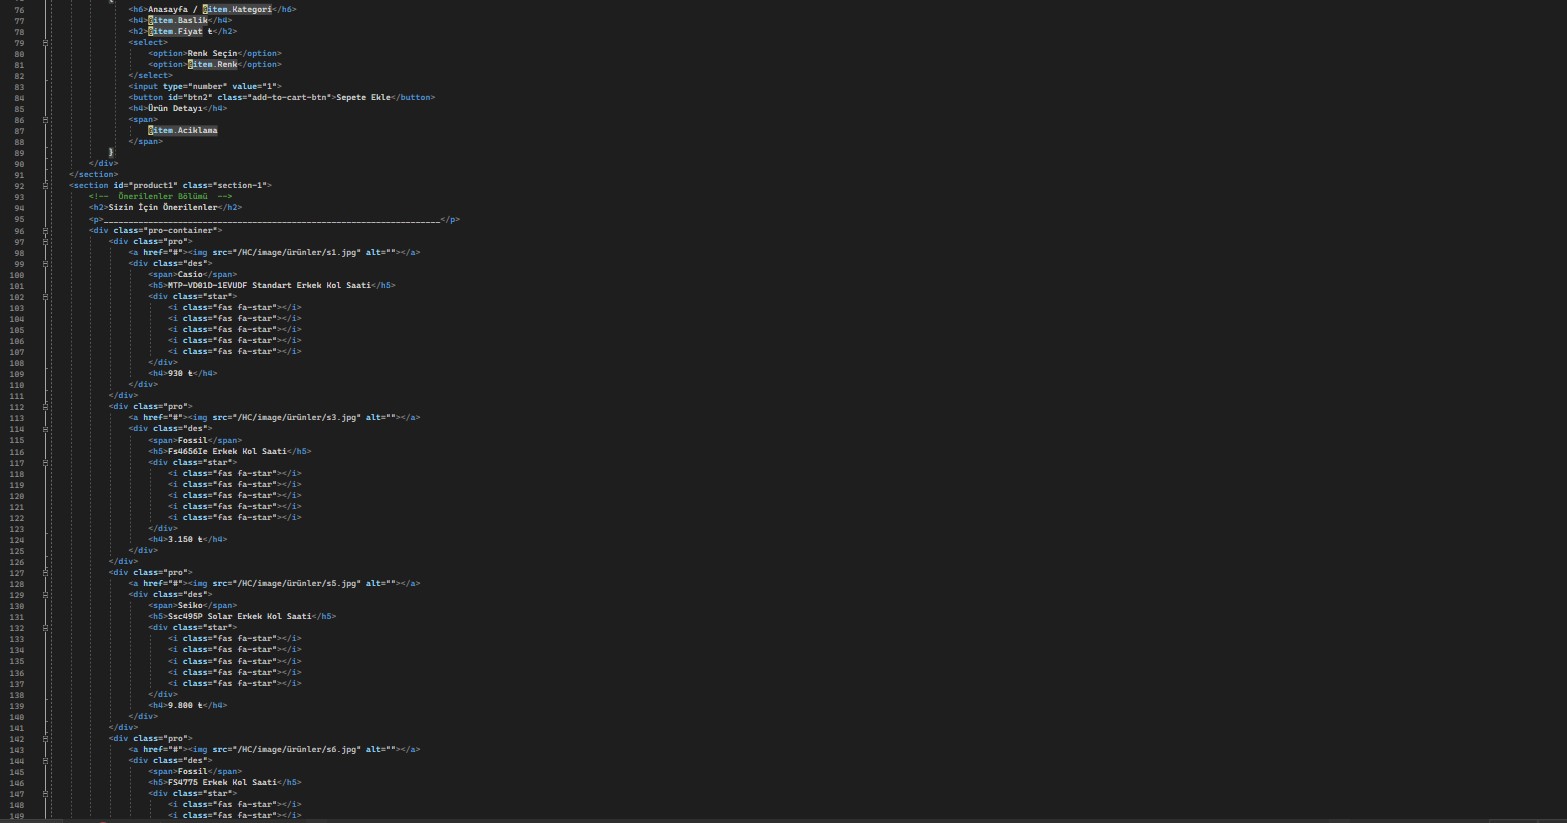 76 <h6>Anasayfa / @item.Kategori</h6>
77 <h4>@item.Baslik</h4>
78 <h2>@item.Fiyat ₺</h2>
79 <select>
80 <option>Renk Seçin</option>
81 <option>@item.Renk</option>
82 </select>
83 <input type="number" value="1">
84 <button id="btn2" class="add-to-cart-btn">Sepete Ekle</button>
85 <h4>Ürün Detayı</h4>
86 <span>
87 @item.Aciklama
88 </span>
89 }
90 </div>
91 </section>
92 <section id="product1" class="section-1">
93 <!-- Önerilenler Bölümü -->
94 <h2>Sizin İçin Önerilenler</h2>
95 <p>____________________________________________________________________</p>
96 <div class="pro-container">
97 <div class="pro">
98 <a href="#"><img src="/HC/image/ürünler/s1.jpg" alt=""></a>
99 <div class="des">
100 <span>Casio</span>
101 <h5>MTP-VD01D-1EVUDF Standart Erkek Kol Saati</h5>
102 <div class="star">
103 <i class="fas fa-star"></i>
104 <i class="fas fa-star"></i>
105 <i class="fas fa-star"></i>
106 <i class="fas fa-star"></i>
107 <i class="fas fa-star"></i>
108 </div>
109 <h4>930 ₺</h4>
110 </div>
111 </div>
112 <div class="pro">
113 <a href="#"><img src="/HC/image/ürünler/s3.jpg" alt=""></a>
114 <div class="des">
115 <span>Fossil</span>
116 <h5>Fs4656Ie Erkek Kol Saati</h5>
117 <div class="star">
118 <i class="fas fa-star"></i>
119 <i class="fas fa-star"></i>
120 <i class="fas fa-star"></i>
121 <i class="fas fa-star"></i>
122 <i class="fas fa-star"></i>
123 </div>
124 <h4>3.150 ₺</h4>
125 </div>
126 </div>
127 <div class="pro">
128 <a href="#"><img src="/HC/image/ürünler/s5.jpg" alt=""></a>
129 <div class="des">
130 <span>Seiko</span>
131 <h5>Ssc495P Solar Erkek Kol Saati</h5>
132 <div class="star">
133 <i class="fas fa-star"></i>
134 <i class="fas fa-star"></i>
135 <i class="fas fa-star"></i>
136 <i class="fas fa-star"></i>
137 <i class="fas fa-star"></i>
138 </div>
139 <h4>9.800 ₺</h4>
140 </div>
141 </div>
142 <div class="pro">
143 <a href="#"><img src="/HC/image/ürünler/s6.jpg" alt=""></a>
144 <div class="des">
145 <span>Fossil</span>
146 <h5>FS4775 Erkek Kol Saati</h5>
147 <div class="star">
148 <i class="fas fa-star"></i>
149 <i class="fas fa-star"></i>